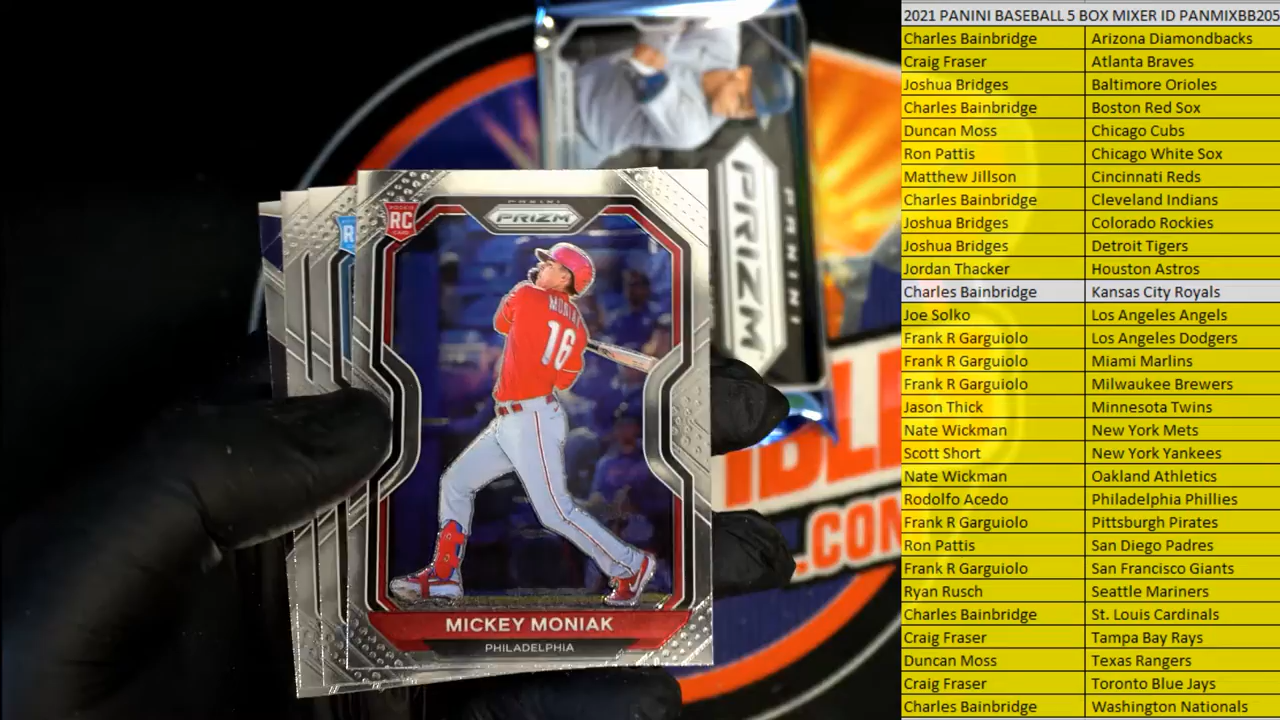 PANINI
PRIZM
ROOKIE
RC
CARD
R
PANINI
PRIZM
MONIAK
16
MICKEY MONIAK
PHILADELPHIA
IBLE
.COM
2021 PANINI BASEBALL 5 BOX MIXER ID PANMIXBB205
Charles Bainbridge Arizona Diamondbacks
Craig Fraser Atlanta Braves
Joshua Bridges Baltimore Orioles
Charles Bainbridge Boston Red Sox
Duncan Moss Chicago Cubs
Ron Pattis Chicago White Sox
Matthew Jillson Cincinnati Reds
Charles Bainbridge Cleveland Indians
Joshua Bridges Colorado Rockies
Joshua Bridges Detroit Tigers
Jordan Thacker Houston Astros
Charles Bainbridge Kansas City Royals
Joe Solko Los Angeles Angels
Frank R Garguiolo Los Angeles Dodgers
Frank R Garguiolo Miami Marlins
Frank R Garguiolo Milwaukee Brewers
Jason Thick Minnesota Twins
Nate Wickman New York Mets
Scott Short New York Yankees
Nate Wickman Oakland Athletics
Rodolfo Acedo Philadelphia Phillies
Frank R Garguiolo Pittsburgh Pirates
Ron Pattis San Diego Padres
Frank R Garguiolo San Francisco Giants
Ryan Rusch Seattle Mariners
Charles Bainbridge St. Louis Cardinals
Craig Fraser Tampa Bay Rays
Duncan Moss Texas Rangers
Craig Fraser Toronto Blue Jays
Charles Bainbridge Washington Nationals